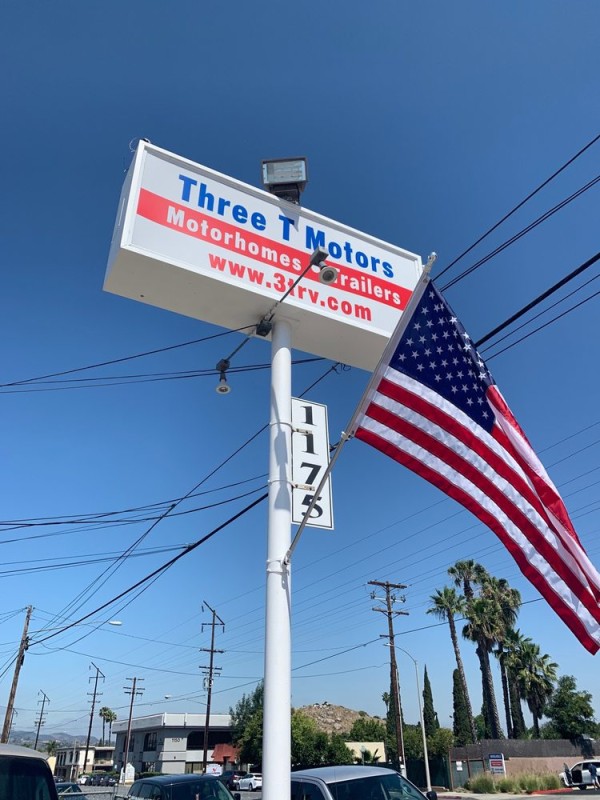 Three T Motors
Motorhomes Trailers
www.3trv.com
1175